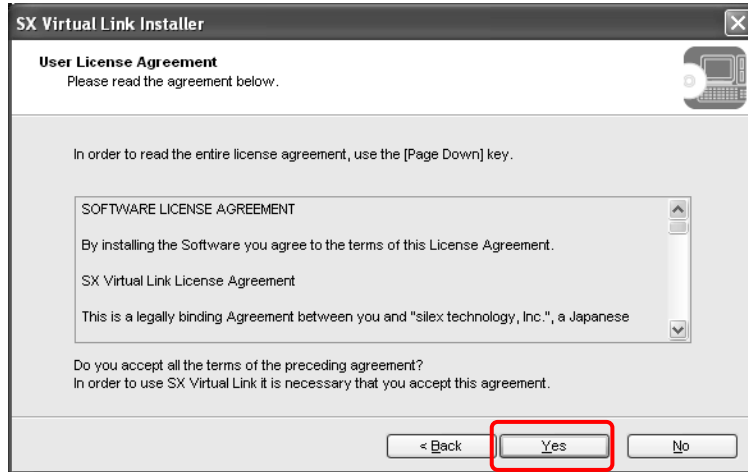 SX Virtual Link Installer
User License Agreement
Please read the agreement below.
In order to read the entire license agreement, use the [Page Down] key.
SOFTWARE LICENSE AGREEMENT
By installing the Software you agree to the terms of this License Agreement.
SX Virtual Link License Agreement
This is a legally binding Agreement between you and "silex technology, Inc.", a Japanese
Do you accept all the terms of the preceding agreement?
In order to use SX Virtual Link it is necessary that you accept this agreement.
< Back Yes No